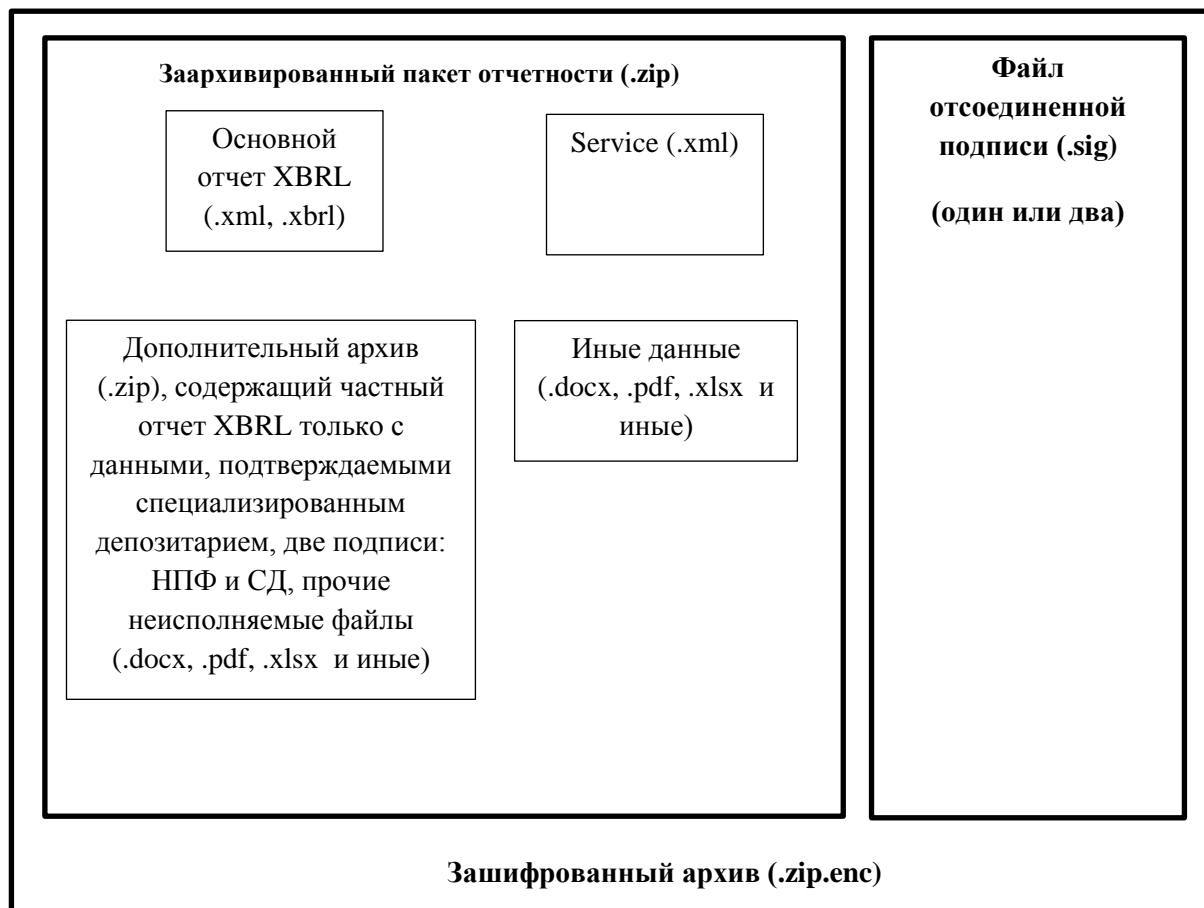 Заархивированный пакет отчетности (.zip)
Основной
отчет XBRL
(.xml, .xbrl)
Service (.xml)
Дополнительный архив
(.zip), содержащий частный
отчет XBRL только с
данными, подтверждаемыми
специализированным
депозитарием, две подписи:
НПФ и СД, прочие
неисполняемые файлы
(.docx, .pdf, .xlsx и иные)
Иные данные
(.docx, .pdf, .xlsx и
иные)
Файл
отсоединенной
подписи (.sig)
(один или два)
Зашифрованный архив (.zip.enc)